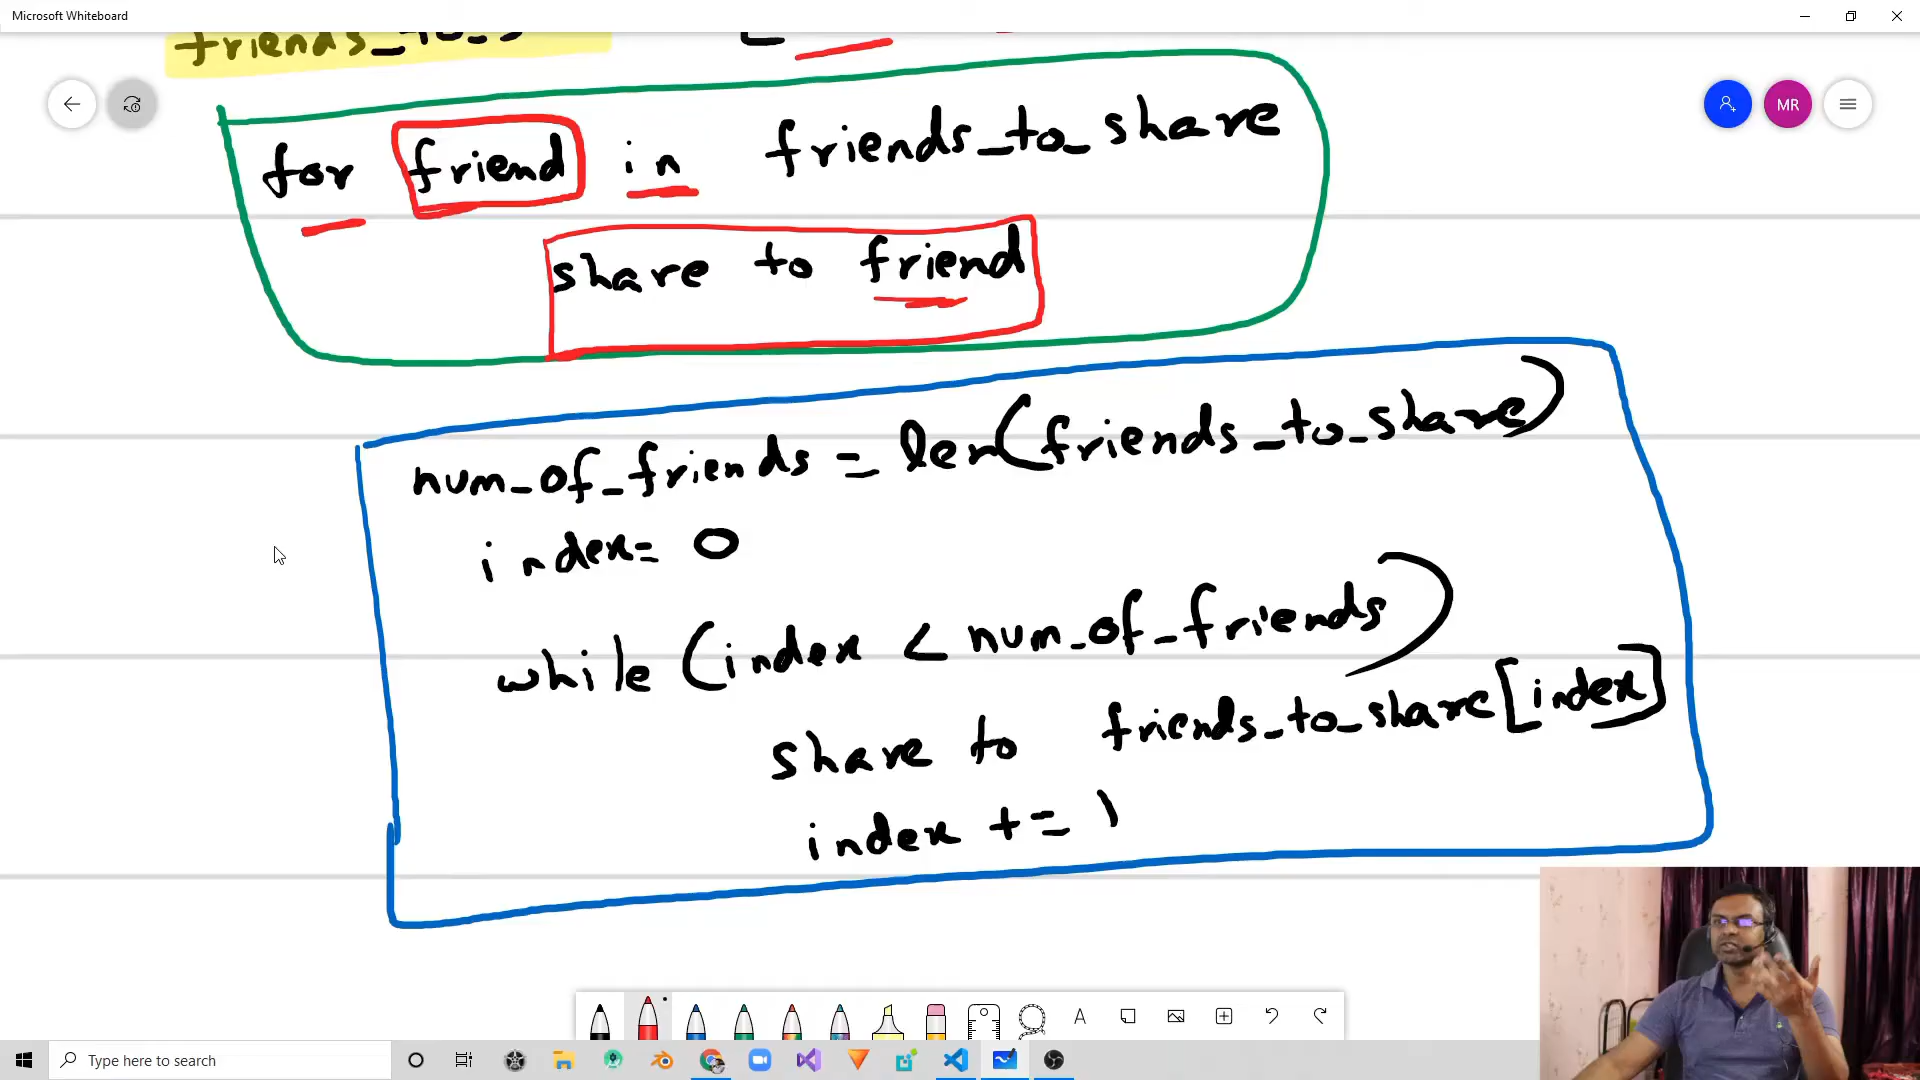 Microsoft Whiteboard
MR
for friend in friends_to_share
share to friend
num_of_friends = len(friends_to_share)
index= 0
while (index < num_of_friends)
share to friends_to_share[index]
index += 1
A
Type here to search